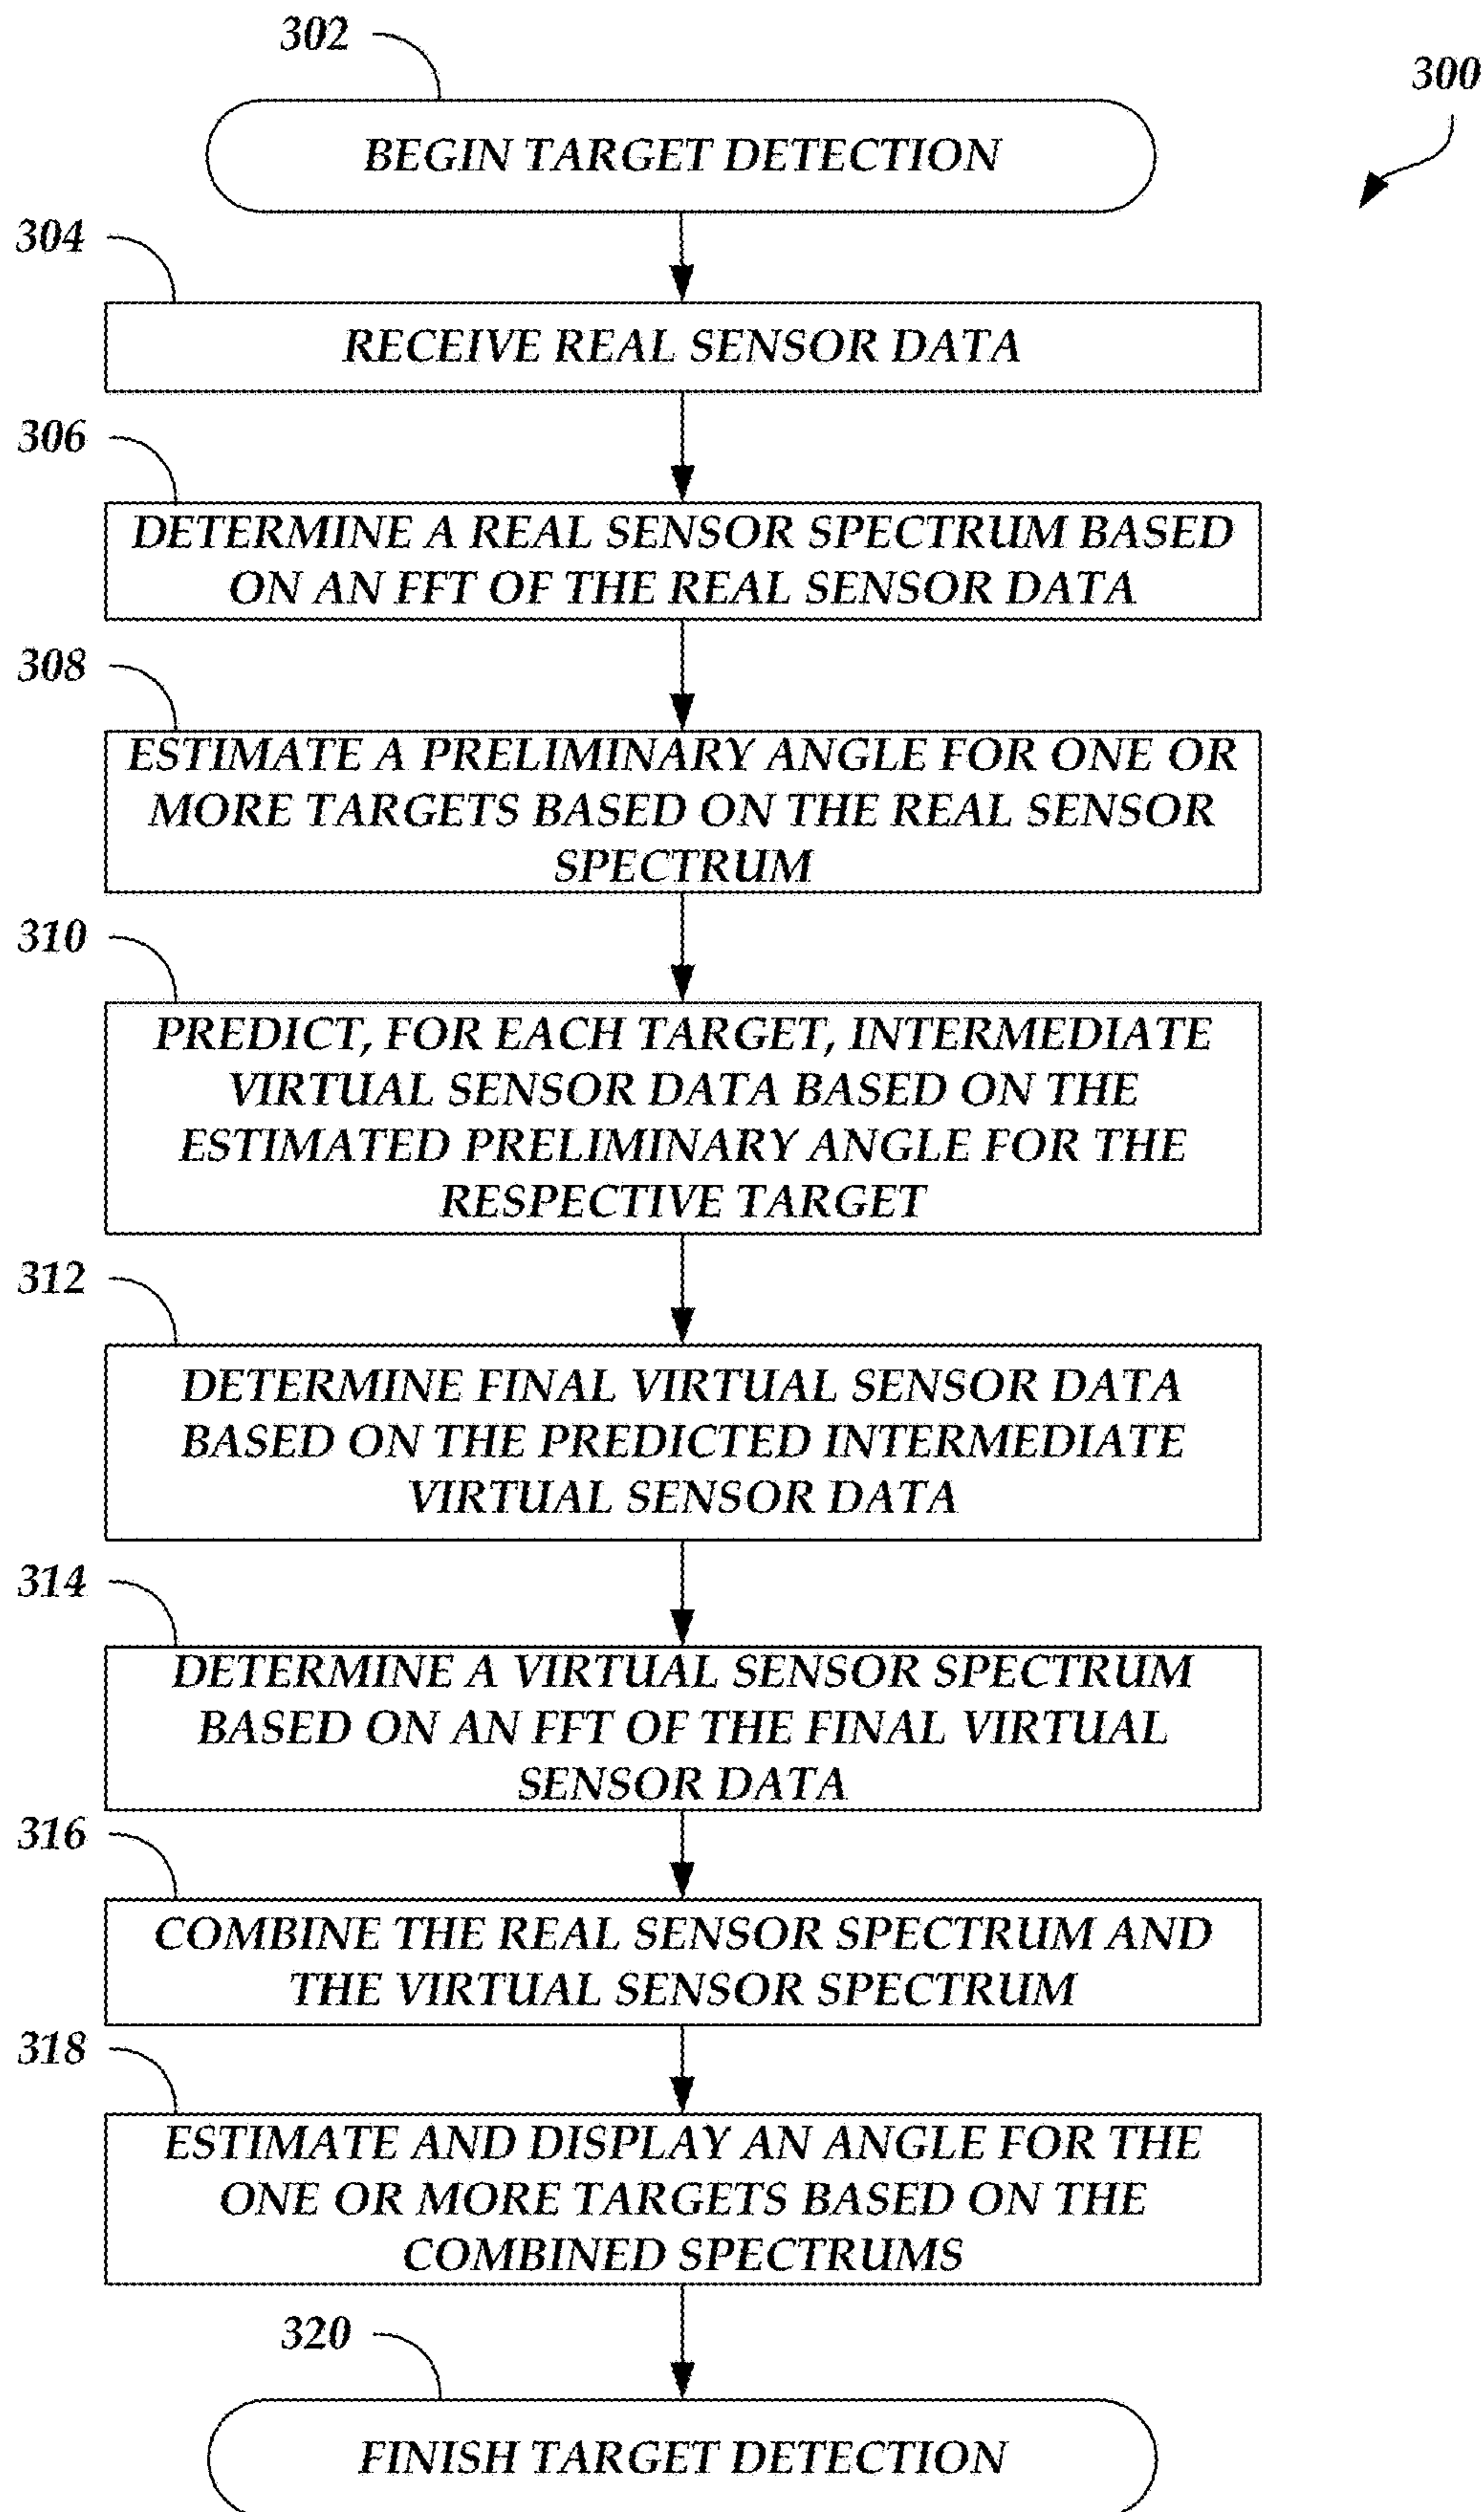 302
300
BEGIN TARGET DETECTION
304
RECEIVE REAL SENSOR DATA
306
DETERMINE A REAL SENSOR SPECTRUM BASED
ON AN FFT OF THE REAL SENSOR DATA
308
ESTIMATE A PRELIMINARY ANGLE FOR ONE OR
MORE TARGETS BASED ON THE REAL SENSOR
SPECTRUM
310
PREDICT, FOR EACH TARGET, INTERMEDIATE
VIRTUAL SENSOR DATA BASED ON THE
ESTIMATED PRELIMINARY ANGLE FOR THE
RESPECTIVE TARGET
312
DETERMINE FINAL VIRTUAL SENSOR DATA
BASED ON THE PREDICTED INTERMEDIATE
VIRTUAL SENSOR DATA
314
DETERMINE A VIRTUAL SENSOR SPECTRUM
BASED ON AN FFT OF THE FINAL VIRTUAL
SENSOR DATA
316
COMBINE THE REAL SENSOR SPECTRUM AND
THE VIRTUAL SENSOR SPECTRUM
318
ESTIMATE AND DISPLAY AN ANGLE FOR THE
ONE OR MORE TARGETS BASED ON THE
COMBINED SPECTRUMS
320
FINISH TARGET DETECTION